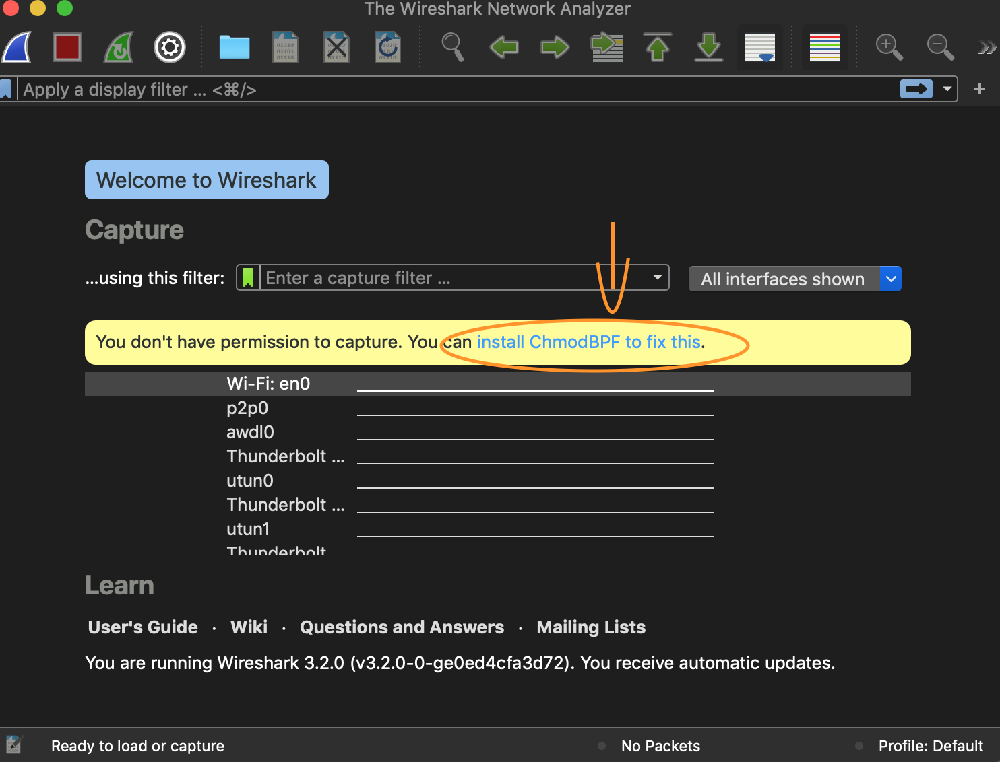 The Wireshark Network Analyzer
Apply a display filter ... <⌘/>
Welcome to Wireshark
Capture
...using this filter: Enter a capture filter ... All interfaces shown
You don't have permission to capture. You can install ChmodBPF to fix this.
Wi-Fi: en0
p2p0
awdl0
Thunderbolt ...
utun0
Thunderbolt ...
utun1
Thunderbolt
Learn
User's Guide · Wiki · Questions and Answers · Mailing Lists
You are running Wireshark 3.2.0 (v3.2.0-0-ge0ed4cfa3d72). You receive automatic updates.
Ready to load or capture No Packets Profile: Default